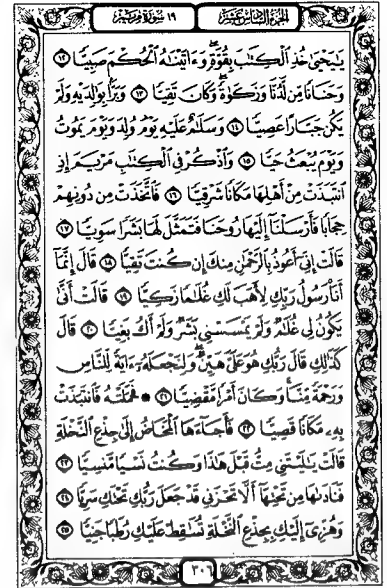 الجزء السادس عشر
١٩ سورة مريم
يَٰيَحْيَىٰ خُذِ ٱلْكِتَٰبَ بِقُوَّةٍ ۖ وَءَاتَيْنَٰهُ ٱلْحُكْمَ صَبِيًّا ١٢
وَحَنَانًا مِّن لَّدُنَّا وَزَكَوٰةً ۖ وَكَانَ تَقِيًّا ١٣ وَبَرًّۢا بِوَٰلِدَيْهِ وَلَمْ
يَكُن جَبَّارًا عَصِيًّا ١٤ وَسَلَٰمٌ عَلَيْهِ يَوْمَ وُلِدَ وَيَوْمَ يَمُوتُ
وَيَوْمَ يُبْعَثُ حَيًّا ١٥ وَٱذْكُرْ فِى ٱلْكِتَٰبِ مَرْيَمَ إِذِ
ٱنتَبَذَتْ مِنْ أَهْلِهَا مَكَانًا شَرْقِيًّا ١٦ فَٱتَّخَذَتْ مِن دُونِهِمْ
حِجَابًا فَأَرْسَلْنَآ إِلَيْهَا رُوحَنَا فَتَمَثَّلَ لَهَا بَشَرًا سَوِيًّا ١٧
قَالَتْ إِنِّىٓ أَعُوذُ بِٱلرَّحْمَٰنِ مِنكَ إِن كُنتَ تَقِيًّا ١٨ قَالَ إِنَّمَآ
أَنَا۠ رَسُولُ رَبِّكِ لِأَهَبَ لَكِ غُلَٰمًا زَكِيًّا ١٩ قَالَتْ أَنَّىٰ
يَكُونُ لِى غُلَٰمٌ وَلَمْ يَمْسَسْنِى بَشَرٌ وَلَمْ أَكُ بَغِيًّا ٢٠ قَالَ
كَذَٰلِكِ قَالَ رَبُّكِ هُوَ عَلَىَّ هَيِّنٌ ۖ وَلِنَجْعَلَهُۥٓ ءَايَةً لِّلنَّاسِ
وَرَحْمَةً مِّنَّا ۚ وَكَانَ أَمْرًا مَّقْضِيًّا ٢١ * فَحَمَلَتْهُ فَٱنتَبَذَتْ
بِهِۦ مَكَانًا قَصِيًّا ٢٢ فَأَجَآءَهَا ٱلْمَخَاضُ إِلَىٰ جِذْعِ ٱلنَّخْلَةِ
قَالَتْ يَٰلَيْتَنِى مِتُّ قَبْلَ هَٰذَا وَكُنتُ نَسْيًا مَّنسِيًّا ٢٣
فَنَادَىٰهَا مِن تَحْتِهَآ أَلَّا تَحْزَنِى قَدْ جَعَلَ رَبُّكِ تَحْتَكِ سَرِيًّا ٢٤
وَهُزِّىٓ إِلَيْكِ بِجِذْعِ ٱلنَّخْلَةِ تُسَٰقِطْ عَلَيْكِ رُطَبًا جَنِيًّا ٢٥
٣٠